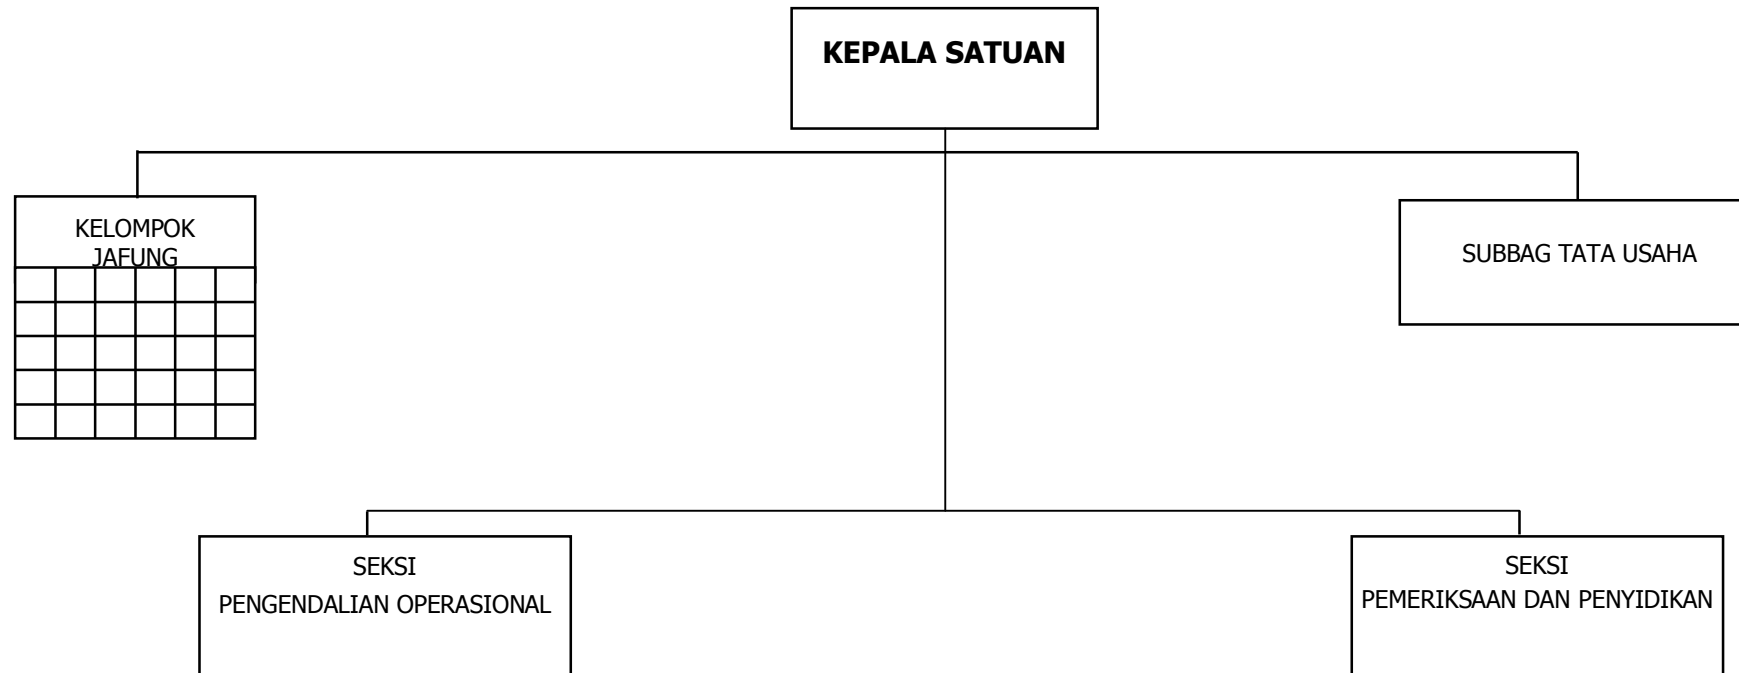 KEPALA SATUAN
KELOMPOK
JAFUNG
SUBBAG TATA USAHA
SEKSI
PENGENDALIAN OPERASIONAL
SEKSI
PEMERIKSAAN DAN PENYIDIKAN